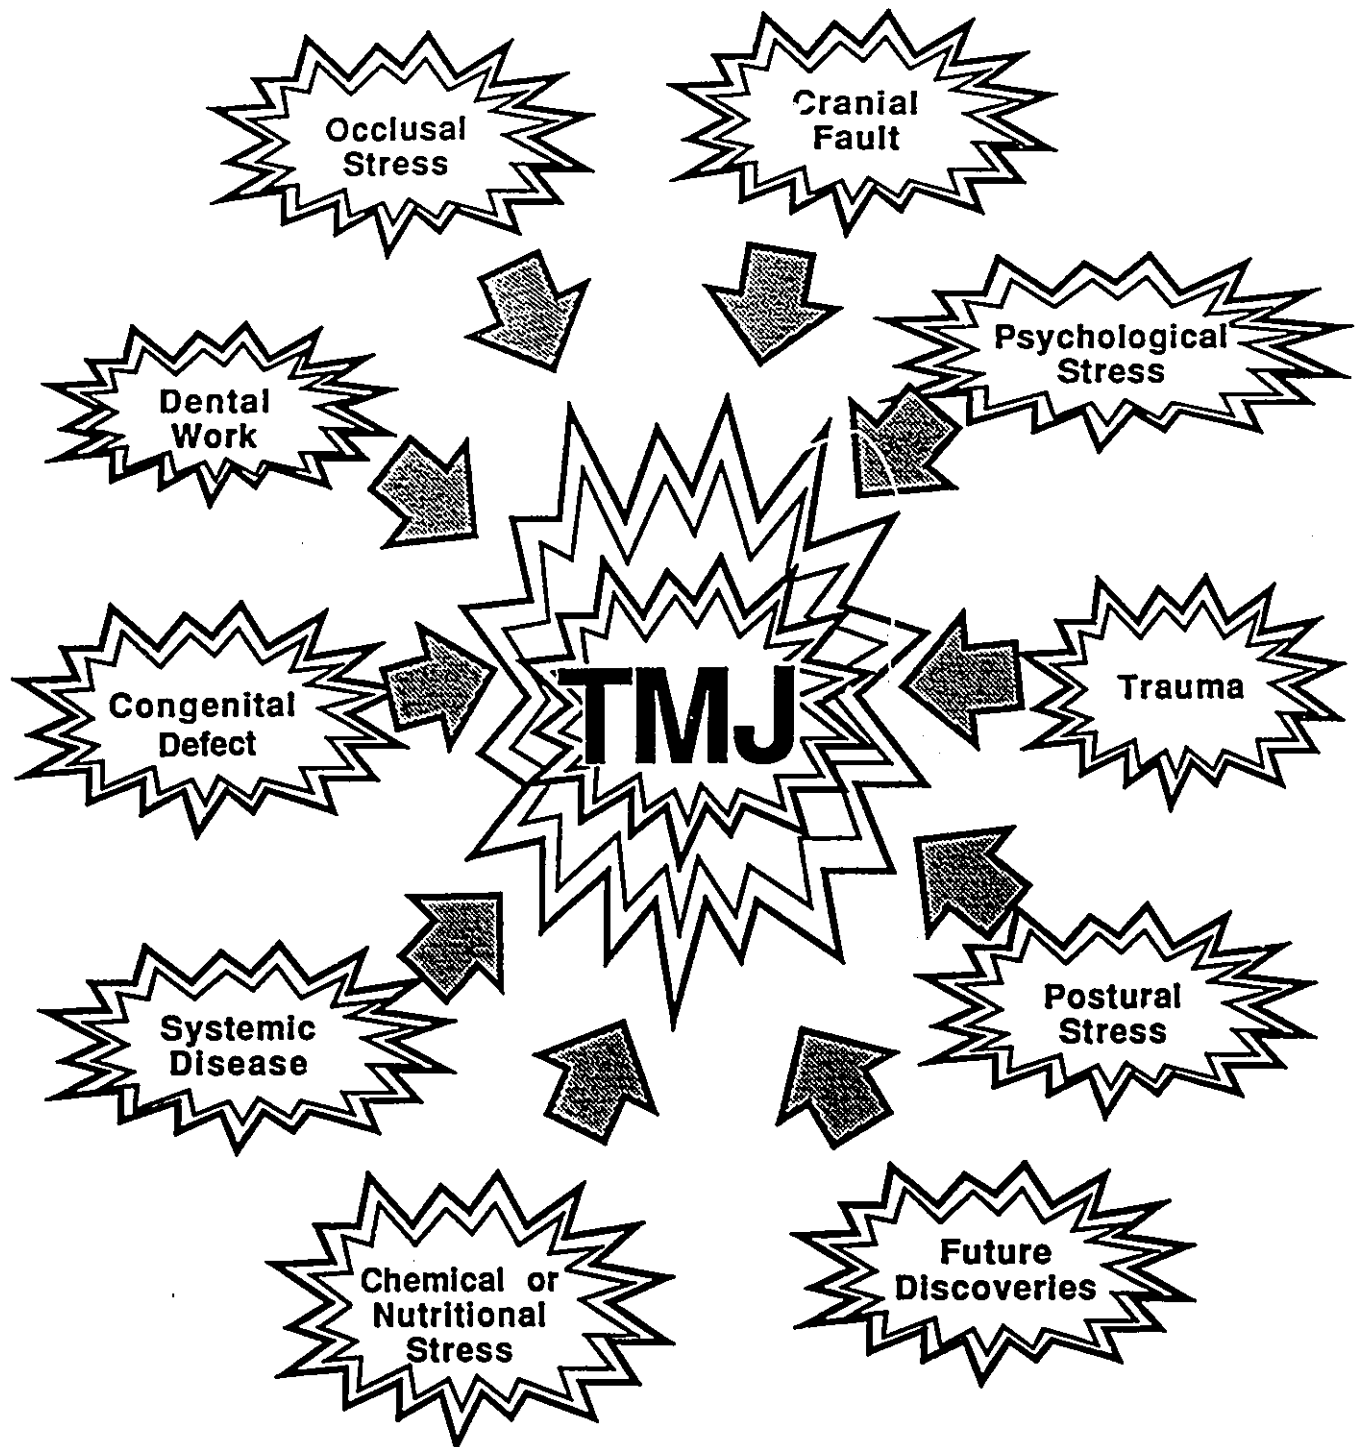 Occlusal
Stress
Cranial
Fault
Psychological
Stress
Dental
Work
TMJ
Trauma
Congenital
Defect
Postural
Stress
Systemic
Disease
Future
Discoveries
Chemical or
Nutritional
Stress